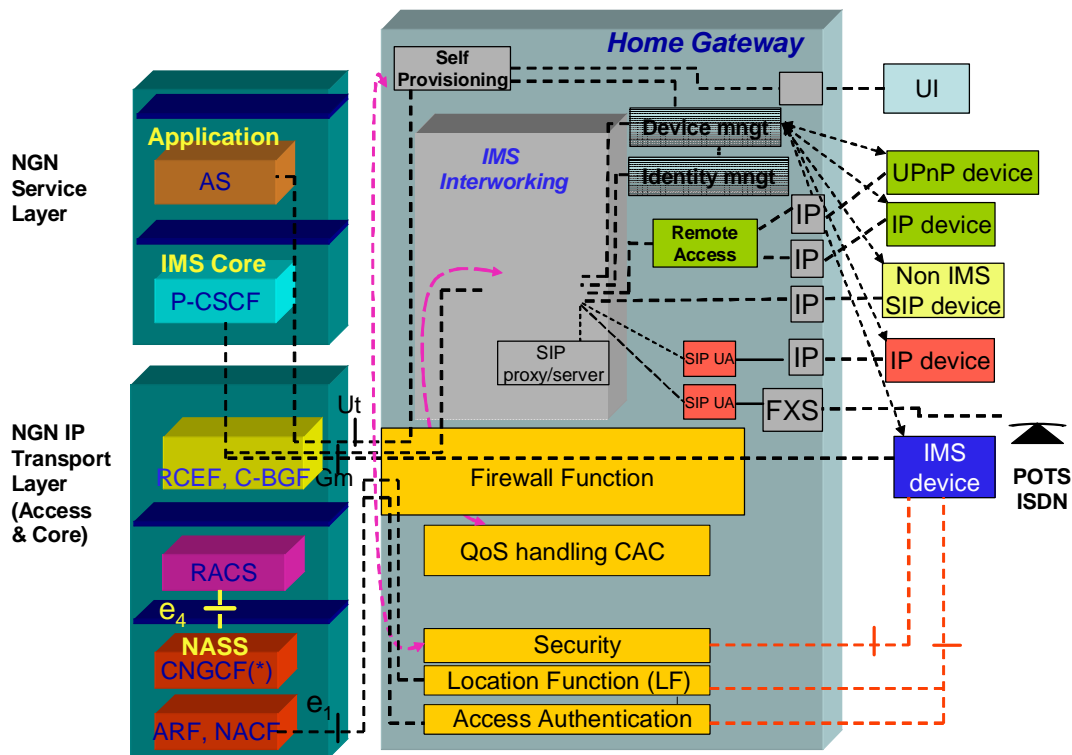 Home Gateway
Self
Provisioning
UI
Application
Device mngt
IMS
Interworking
NGN
Service
Layer
AS
Identity mngt
UPnP device
IP
IP device
Remote
Access
IMS Core
IP
Non IMS
SIP device
P-CSCF
IP
SIP
proxy/server
SIP UA
IP
IP device
SIP UA
FXS
Ut
NGN IP
Transport
Layer
(Access
& Core)
RCEF, C-BGF
Gm
Firewall Function
IMS
device
POTS
ISDN
QoS handling CAC
RACS
e4
NASS
CNGCF(*)
Security
Location Function (LF)
e1
ARF, NACF
Access Authentication